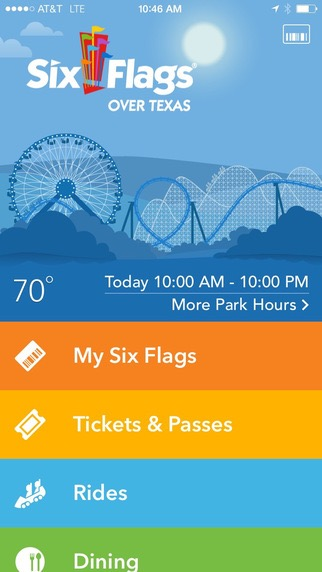 AT&T LTE 10:46 AM
Six Flags®
OVER TEXAS
70°
Today 10:00 AM - 10:00 PM
More Park Hours >
My Six Flags
Tickets & Passes
Rides
Dining